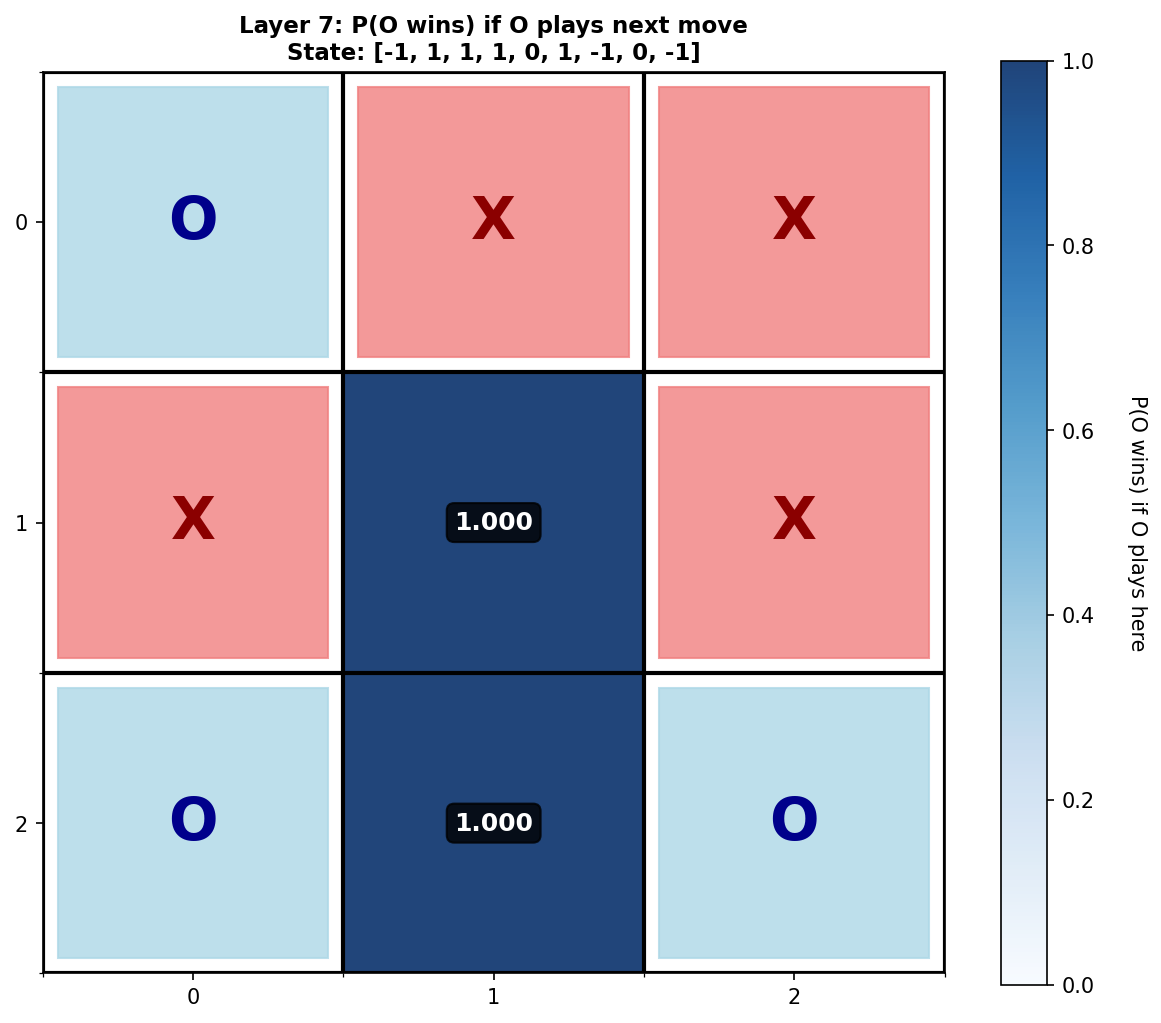 Layer 7: P(O wins) if O plays next move
State: [-1, 1, 1, 1, 0, 1, -1, 0, -1]
O X X
X 1.000 X
O 1.000 O
0
1
2
0 1 2
1.0
0.8
0.6
0.4
0.2
0.0
P(O wins) if O plays here